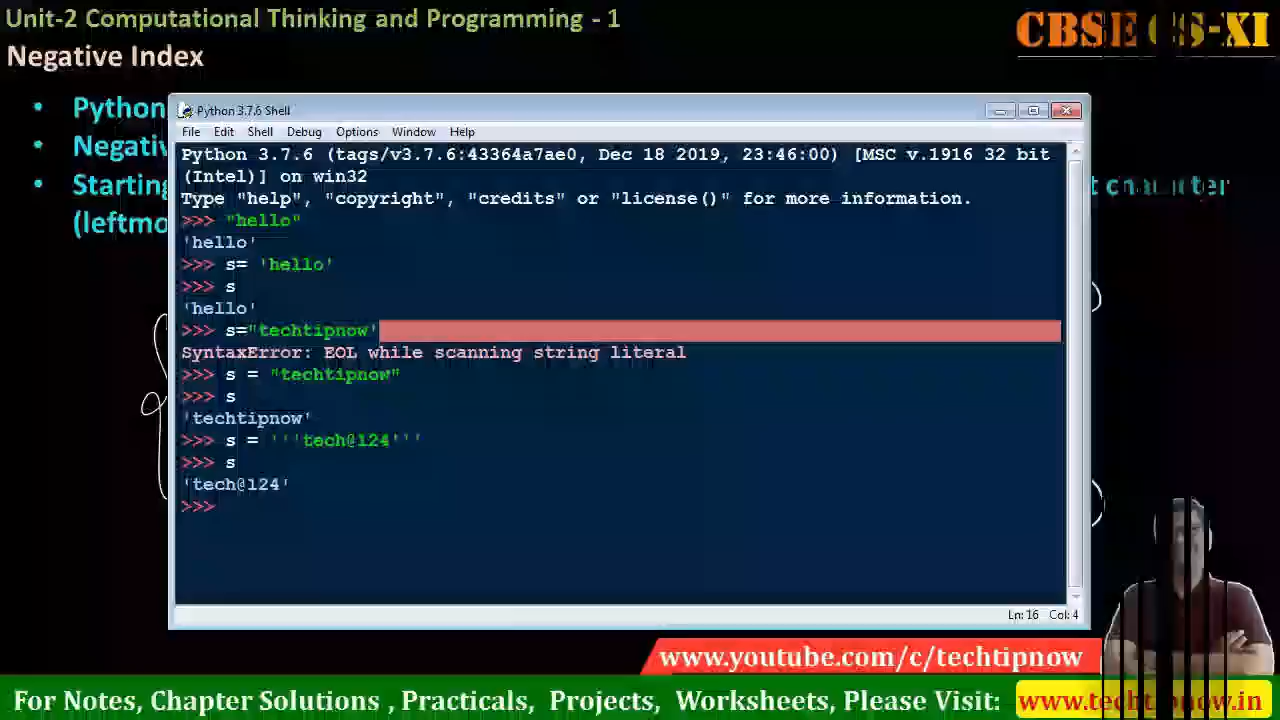 Unit-2 Computational Thinking and Programming - 1
CBSE CS-XI
Negative Index
• Python
• Negativ
• Starting
t character
(leftmo
Python 3.7.6 Shell
File Edit Shell Debug Options Window Help
Python 3.7.6 (tags/v3.7.6:43364a7ae0, Dec 18 2019, 23:46:00) [MSC v.1916 32 bit
(Intel)] on win32
Type "help", "copyright", "credits" or "license()" for more information.
>>> "hello"
'hello'
>>> s= 'hello'
>>> s
'hello'
>>> s="techtipnow'
SyntaxError: EOL while scanning string literal
>>> s = "techtipnow"
>>> s
'techtipnow'
>>> s = '''tech@124'''
>>> s
'tech@124'
>>>
Ln: 16 Col: 4
www.youtube.com/c/techtipnow
For Notes, Chapter Solutions , Practicals, Projects, Worksheets, Please Visit: www.techtipnow.in